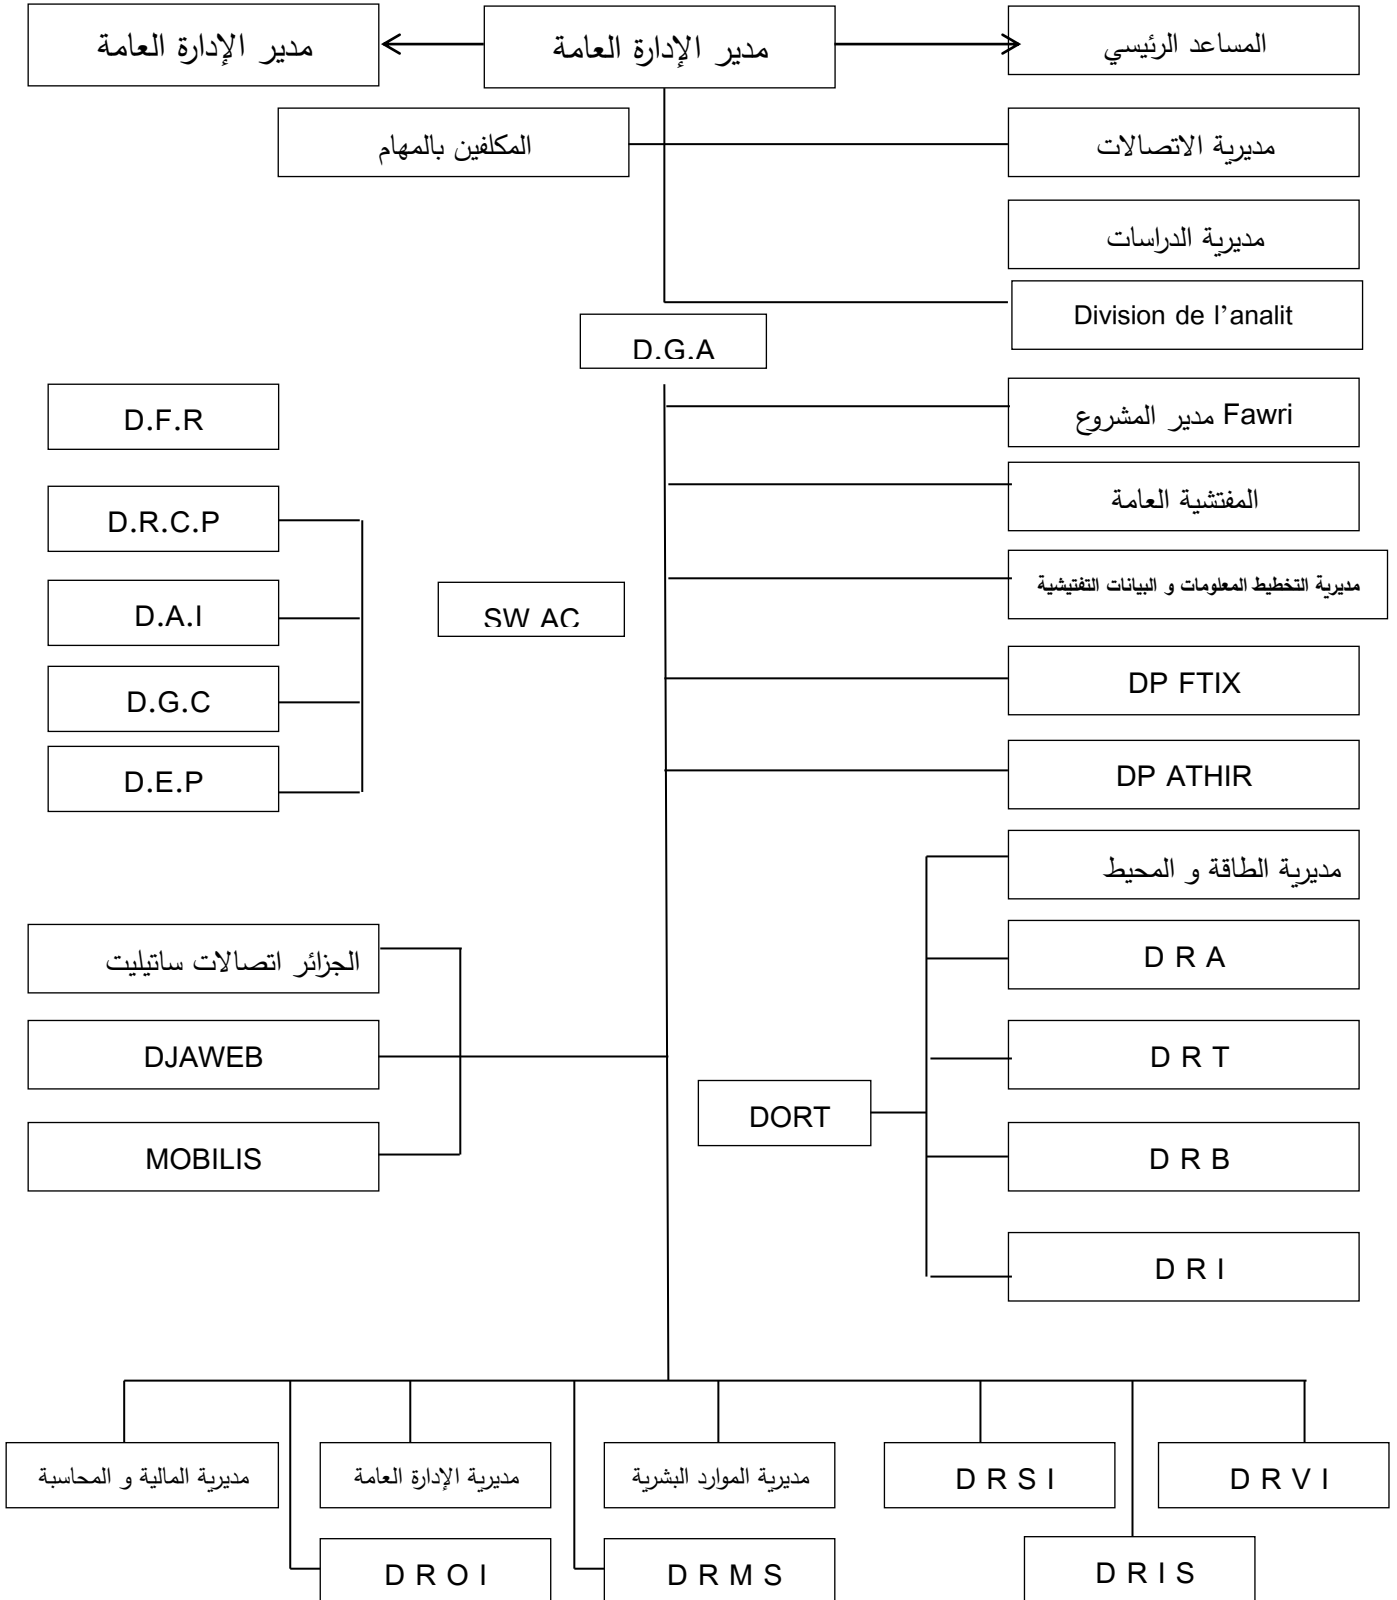 مدير الإدارة العامة
مدير الإدارة العامة
المساعد الرئيسي
المكلفين بالمهام
مديرية الاتصالات
مديرية الدراسات
Division de l’analit
D.G.A
D.F.R
Fawri مدير المشروع
D.R.C.P
المفتشية العامة
D.A.I
SW AC
مديرية التخطيط المعلومات و البيانات التفتيشية
D.G.C
DP FTIX
D.E.P
DP ATHIR
مديرية الطاقة و المحيط
الجزائر اتصالات ساتيليت
D R A
DJAWEB
D R T
DORT
MOBILIS
D R B
D R I
مديرية المالية و المحاسبة
مديرية الإدارة العامة
مديرية الموارد البشرية
D R S I
D R V I
D R O I
D R M S
D R I S